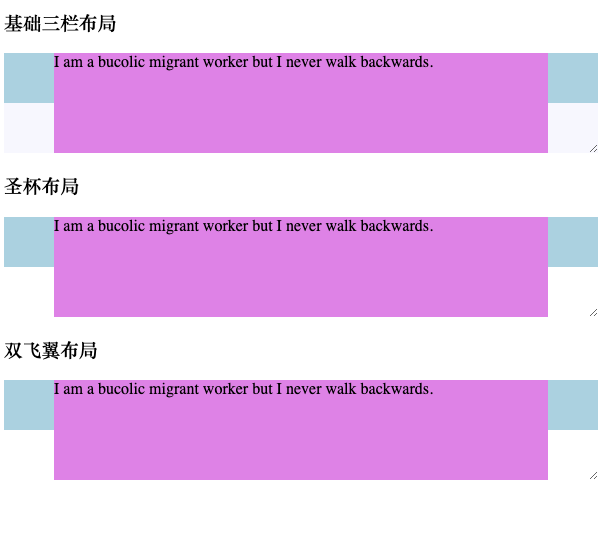 基础三栏布局
I am a bucolic migrant worker but I never walk backwards.
圣杯布局
I am a bucolic migrant worker but I never walk backwards.
双飞翼布局
I am a bucolic migrant worker but I never walk backwards.